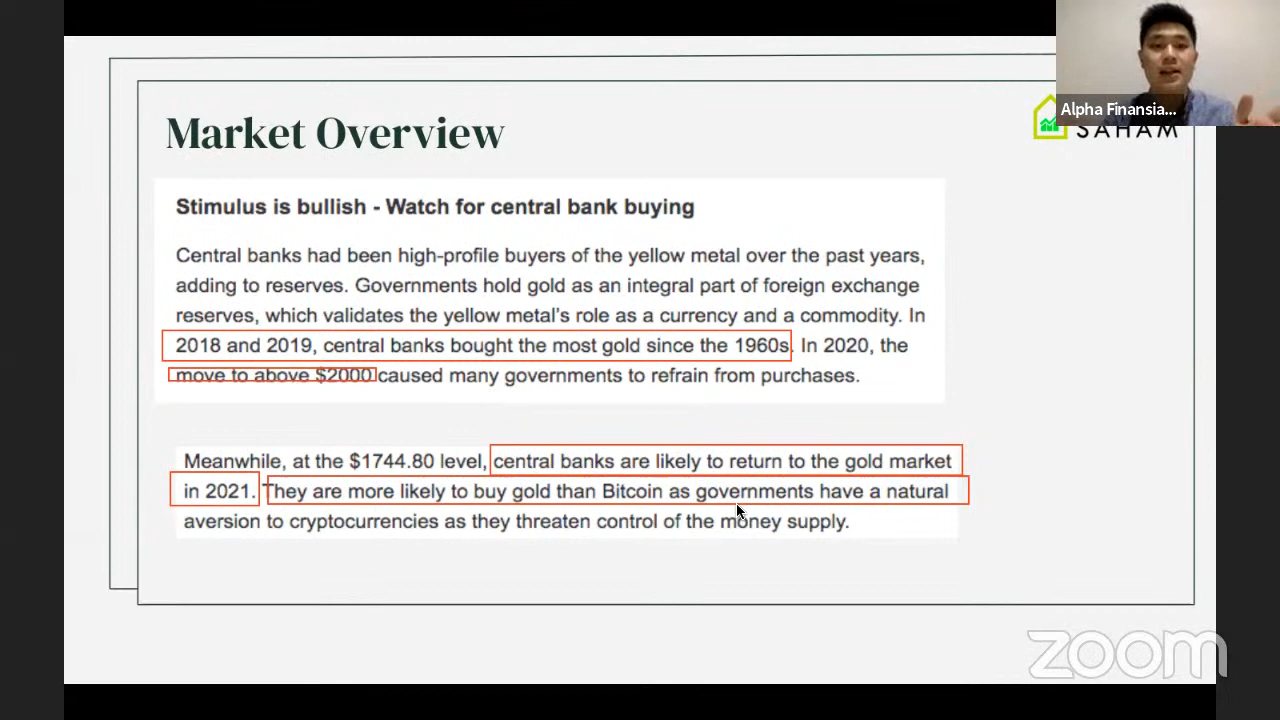 Alpha Finansia...
SAHAM
Market Overview
Stimulus is bullish - Watch for central bank buying
Central banks had been high-profile buyers of the yellow metal over the past years,
adding to reserves. Governments hold gold as an integral part of foreign exchange
reserves, which validates the yellow metal's role as a currency and a commodity. In
2018 and 2019, central banks bought the most gold since the 1960s. In 2020, the
move to above $2000 caused many governments to refrain from purchases.
Meanwhile, at the $1744.80 level, central banks are likely to return to the gold market
in 2021. They are more likely to buy gold than Bitcoin as governments have a natural
aversion to cryptocurrencies as they threaten control of the money supply.
zoom